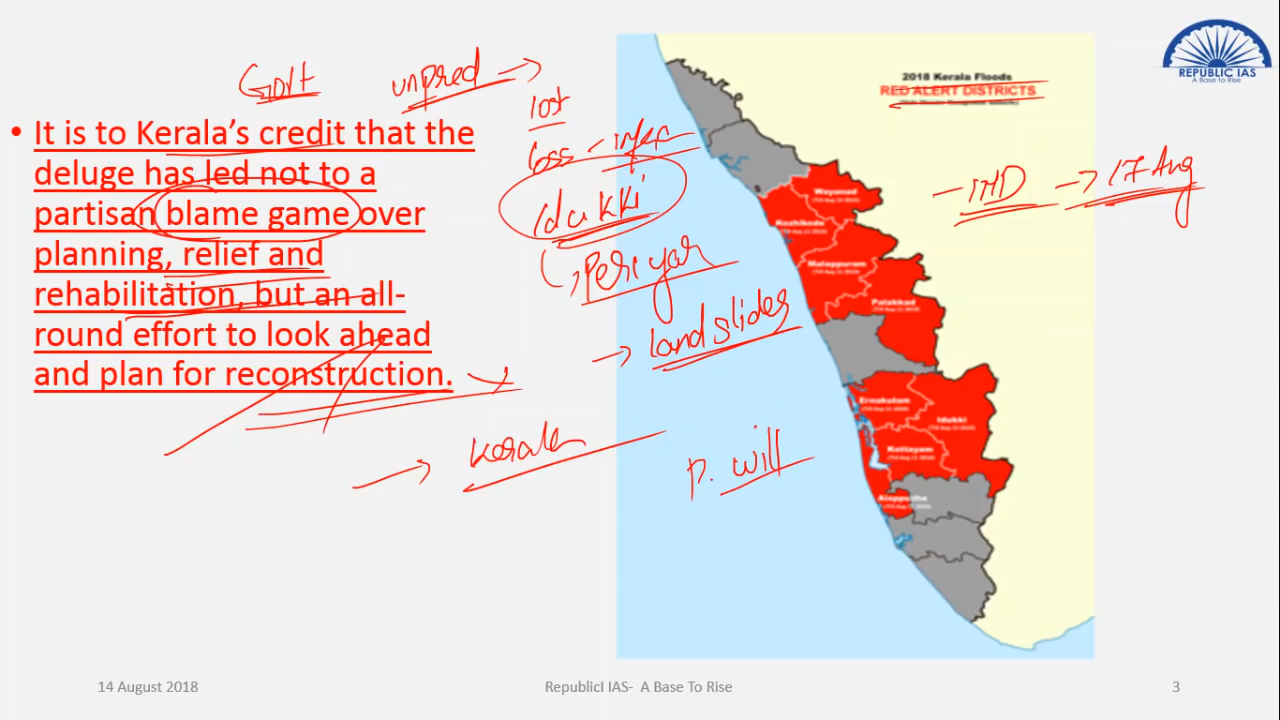 REPUBLIC IAS
A Base To Rise
Govt
unpred
lost
loss - infra
• It is to Kerala's credit that the
deluge has led not to a
partisan blame game over
planning, relief and
rehabilitation, but an all-
round effort to look ahead
and plan for reconstruction.
Idukki
Periyar
landslides
Kerala
P. will
2018 Kerala Floods
RED ALERT DISTRICTS
IMD → 17 Aug
Wayanad
Kozhikode
Malappuram
Palakkad
Ernakulam
Idukki
Kottayam
Alappuzha
14 August 2018
RepublicI IAS- A Base To Rise
3